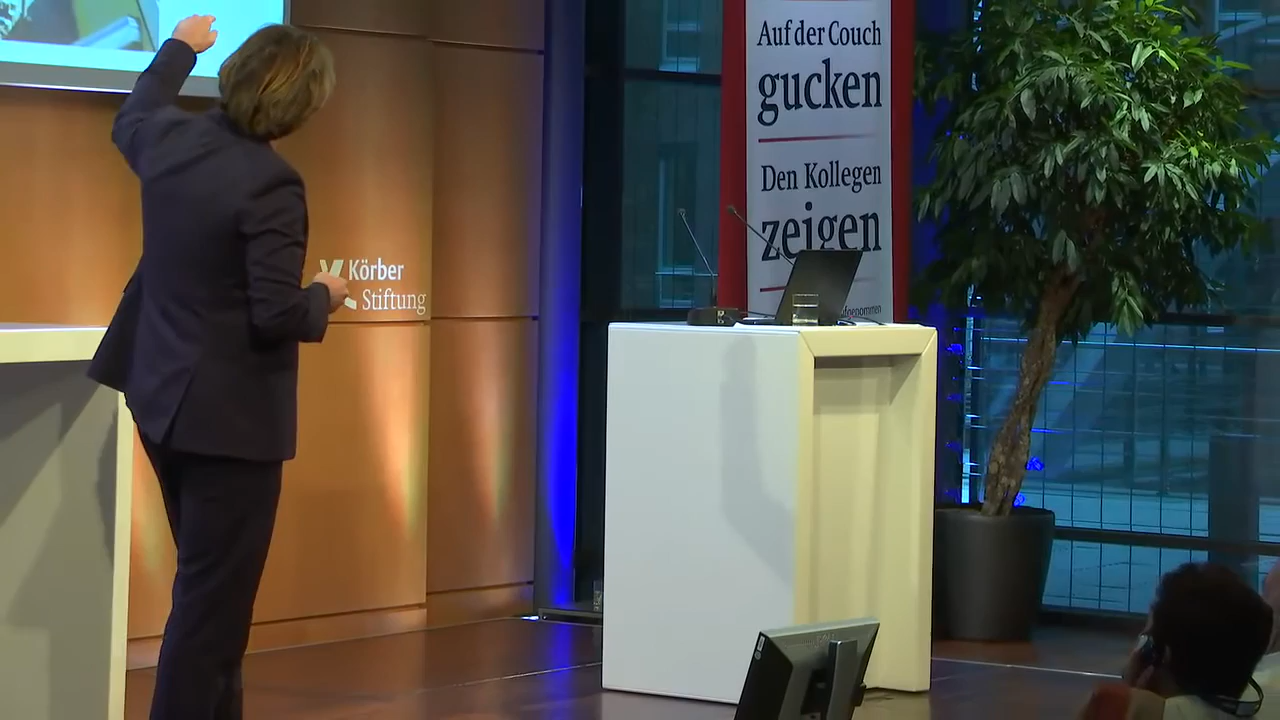 Auf der Couch
gucken
Den Kollegen
zeigen
Körber
Stiftung